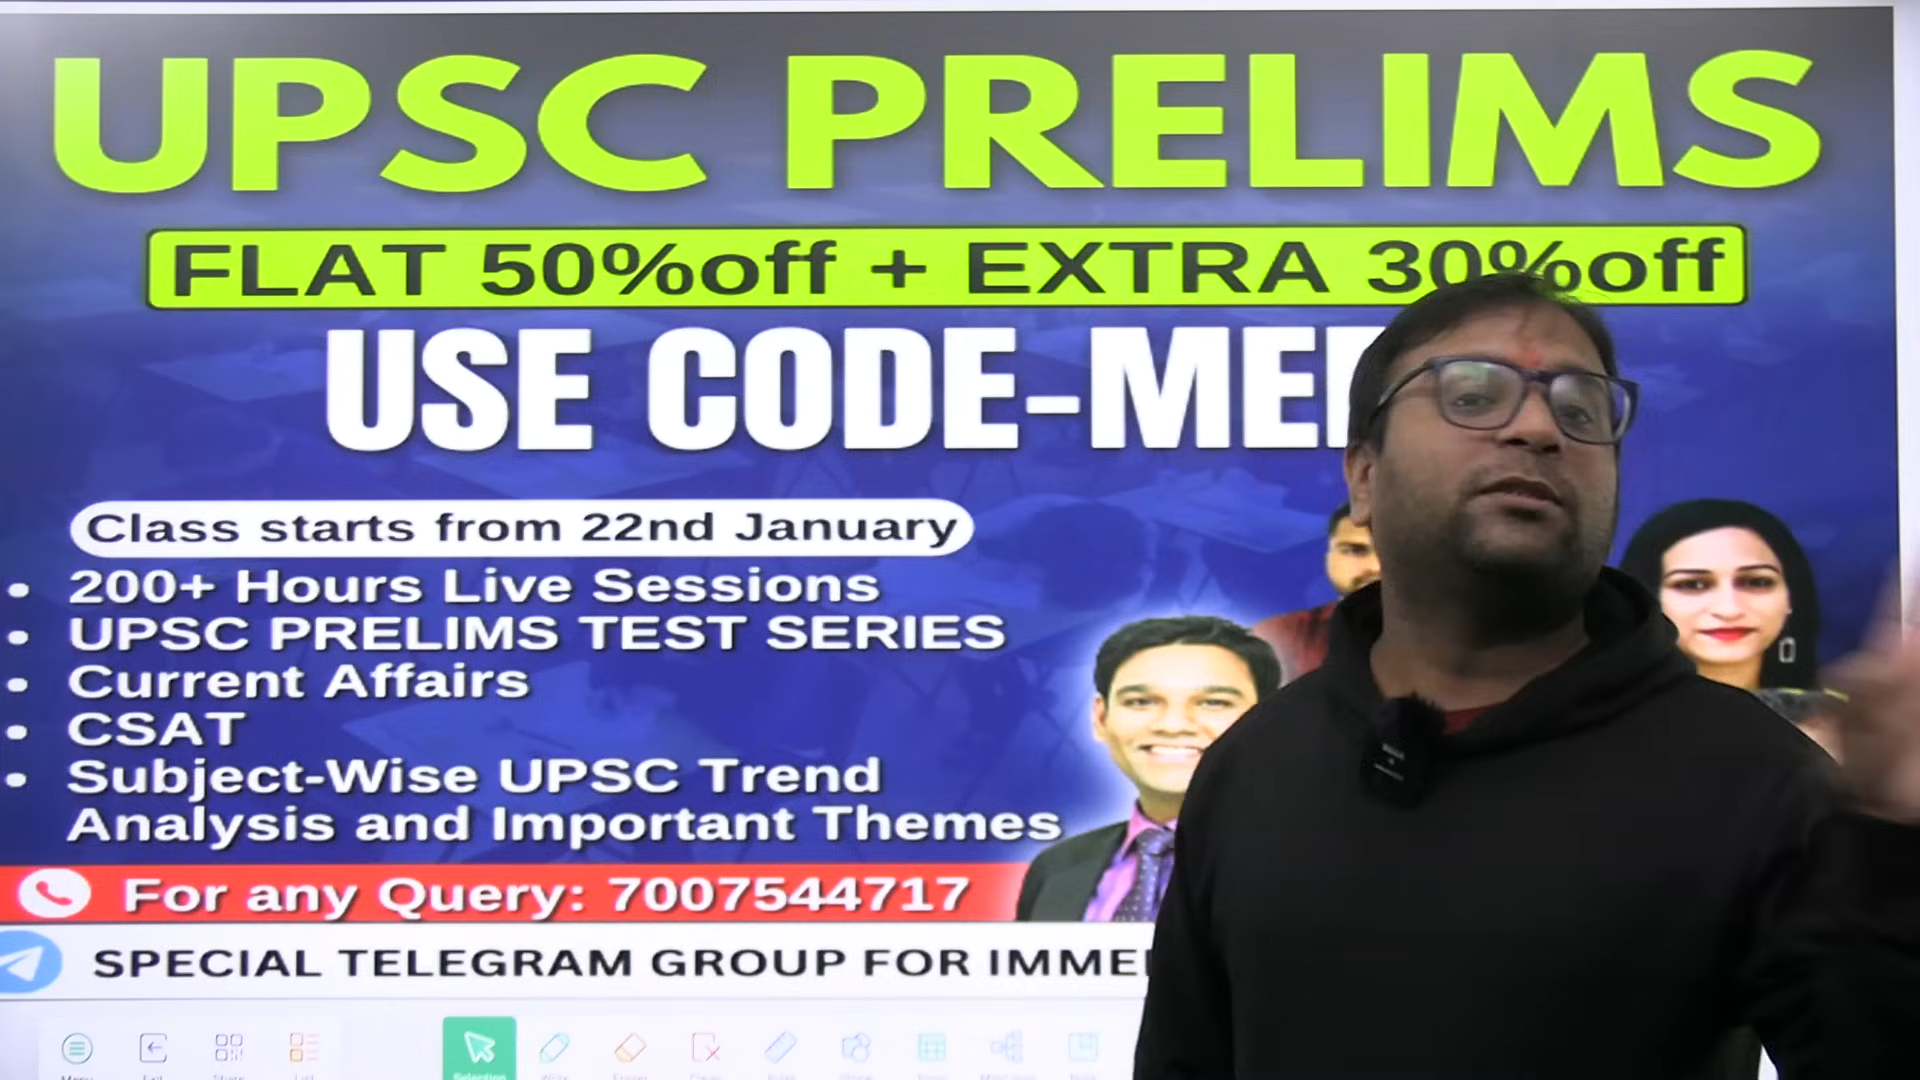 UPSC PRELIMS
FLAT 50%off + EXTRA 30%off
USE CODE-ME
Class starts from 22nd January
• 200+ Hours Live Sessions
• UPSC PRELIMS TEST SERIES
• Current Affairs
• CSAT
• Subject-Wise UPSC Trend
Analysis and Important Themes
For any Query: 7007544717
SPECIAL TELEGRAM GROUP FOR IMME
Selection